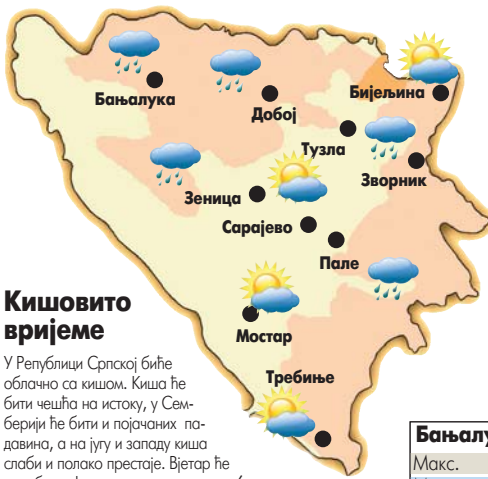 Бањалука
Добој
Бијељина
Тузла
Зворник
Зеница
Сарајево
Пале
Мостар
Требиње
Кишовито
вријеме
У Републици Српској биће
облачно са кишом. Киша ће
бити чешћа на истоку, у Сем-
берији ће бити и појачаних па-
давина, а на југу и западу киша
слаби и полако престаје. Вјетар ће
Бањалу
Макс.